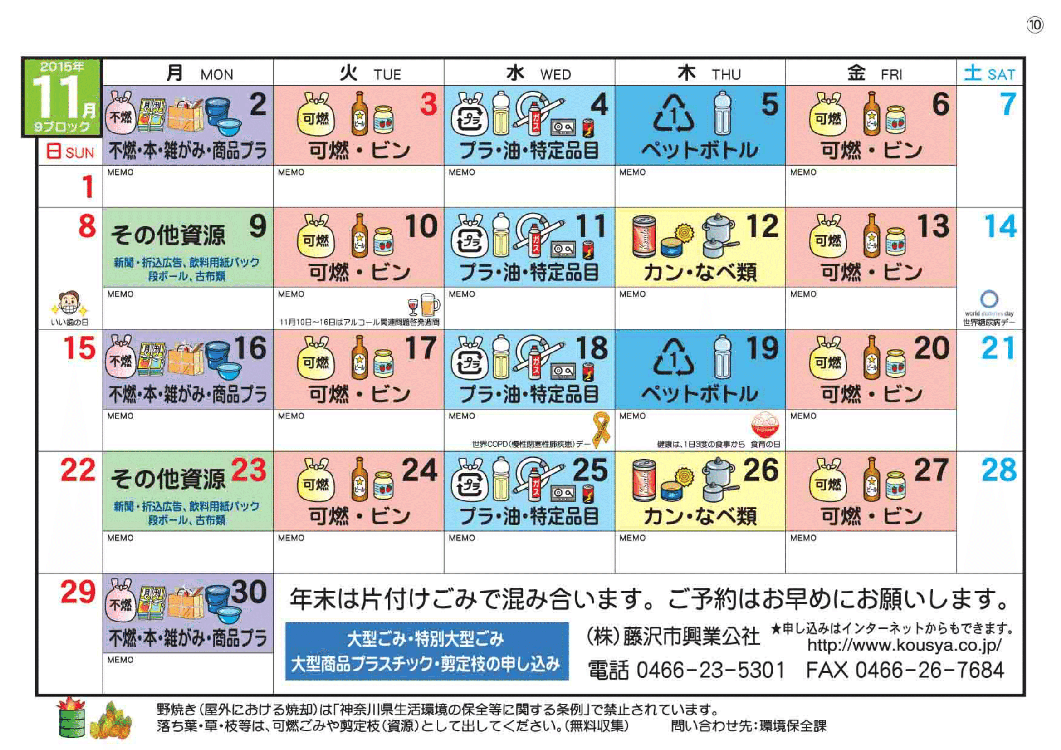 ⑩
2015年
11月
9ブロック
日 SUN
月 MON
火 TUE
水 WED
木 THU
金 FRI
土 SAT
1
不燃
月刊
2
不燃・本・雑がみ・商品プラ
MEMO
可燃
3
可燃・ビン
MEMO
プラ
ガス
4
プラ・油・特定品目
MEMO
1
5
ペットボトル
MEMO
可燃
6
可燃・ビン
MEMO
7
8
いい歯の日
その他資源 9
新聞・折込広告、飲料用紙パック
段ボール、古布類
MEMO
可燃
10
可燃・ビン
MEMO
11月10日～16日はアルコール関連問題啓発週間
プラ
ガス
11
プラ・油・特定品目
MEMO
12
カン・なべ類
MEMO
可燃
13
可燃・ビン
MEMO
14
world diabetes day
世界糖尿病デー
15
不燃
月刊
16
不燃・本・雑がみ・商品プラ
MEMO
可燃
17
可燃・ビン
MEMO
プラ
ガス
18
プラ・油・特定品目
MEMO
世界COPD(慢性閉塞性肺疾患)デー
1
19
ペットボトル
MEMO
健康は、1日3度の食事から 食育の日
可燃
20
可燃・ビン
MEMO
21
22
その他資源 23
新聞・折込広告、飲料用紙パック
段ボール、古布類
MEMO
可燃
24
可燃・ビン
MEMO
プラ
ガス
25
プラ・油・特定品目
MEMO
26
カン・なべ類
MEMO
可燃
27
可燃・ビン
MEMO
28
29
不燃
月刊
30
不燃・本・雑がみ・商品プラ
MEMO
年末は片付けごみで混み合います。ご予約はお早めにお願いします。
大型ごみ・特別大型ごみ
大型商品プラスチック・剪定枝の申し込み
(株)藤沢市興業公社 ★申し込みはインターネットからもできます。
http://www.kousya.co.jp/
電話 0466-23-5301 FAX 0466-26-7684
野焼き(屋外における焼却)は「神奈川県生活環境の保全等に関する条例」で禁止されています。
落ち葉・草・枝等は、可燃ごみや剪定枝(資源)として出してください。(無料収集) 問い合わせ先:環境保全課